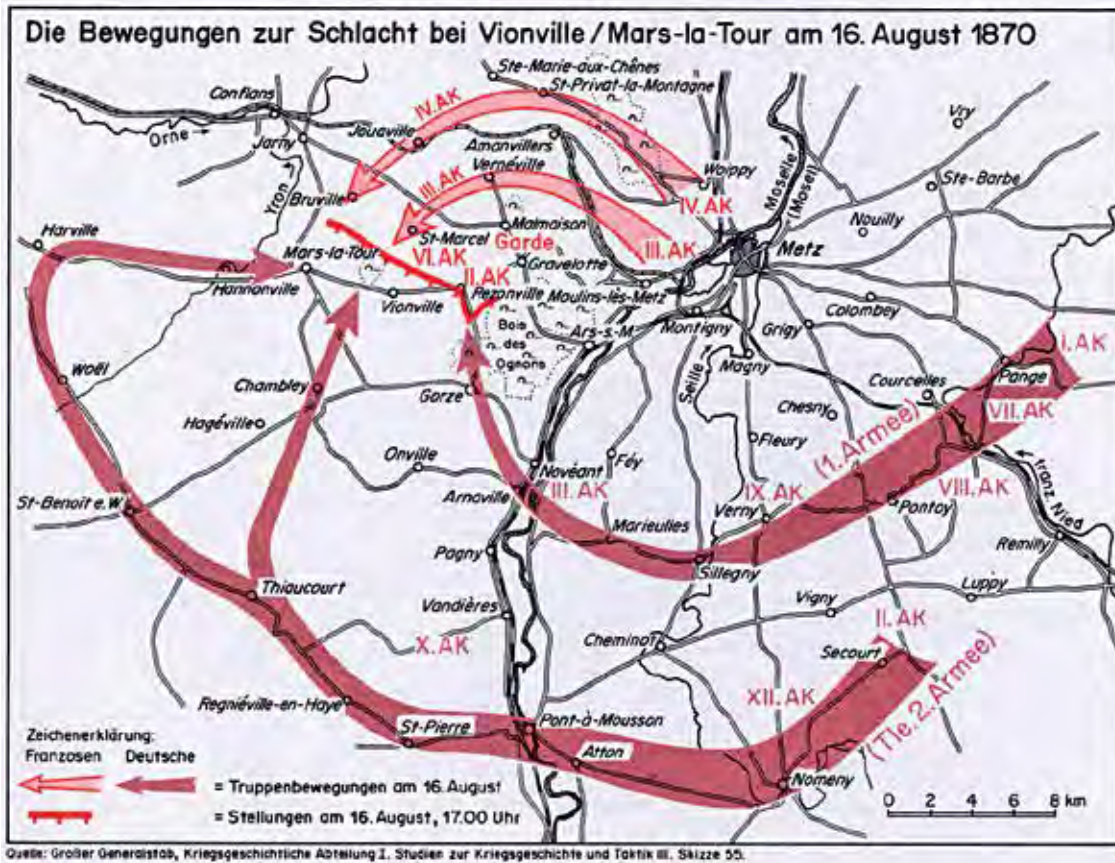 Die Bewegungen zur Schlacht bei Vionville/Mars-la-Tour am 16. August 1870
Ste-Marie-aux-Chênes
St-Privat-la-Montagne
Conflans
IV. AK
Vry
Orne
Jouaville
Amanvillers
Jarny
Vernéville
Woippy
Moselle
(Mosel)
Ste-Barbe
Yron
Bruville
III. AK
IV. AK
Nouilly
Harville
Malmaison
St-Marcel
Garde
III. AK
Metz
Mars-la-Tour
VI. AK
Gravelotte
Hannonville
II. AK
Rezonville
Moulins-lès-Metz
Vionville
Colombey
Bois
des
Ognons
Ars-s-M
Montigny
Grigy
I. AK
Woël
Seille
Magny
Pange
Chambley
Gorze
Courcelles
VII. AK
Hagéville
Chesny
Fleury
(1. Armee)
Onville
Novéant
Féy
franz. Nied
St-Benoît e.W.
Arnaville
III. AK
IX. AK
VIII. AK
Verny
Pontoy
Marieulles
Remilly
Pagny
Sillegny
Thiaucourt
Luppy
Vandières
Vigny
II. AK
X. AK
Cheminot
Secourt
(Tle. 2. Armee)
XII. AK
Regniéville-en-Haye
St-Pierre
Pont-à-Mousson
Atton
Nomeny
Zeichenerklärung:
Franzosen Deutsche
= Truppenbewegungen am 16. August
= Stellungen am 16. August, 17.00 Uhr
0 2 4 6 8 km
Quelle: Großer Generalstab, Kriegsgeschichtliche Abteilung I. Studien zur Kriegsgeschichte und Taktik III. Skizze 55.